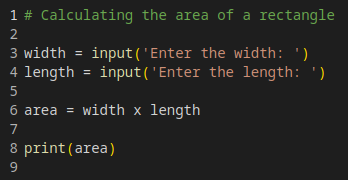 1 # Calculating the area of a rectangle
2
3 width = input('Enter the width: ')
4 length = input('Enter the length: ')
5
6 area = width x length
7
8 print(area)
9